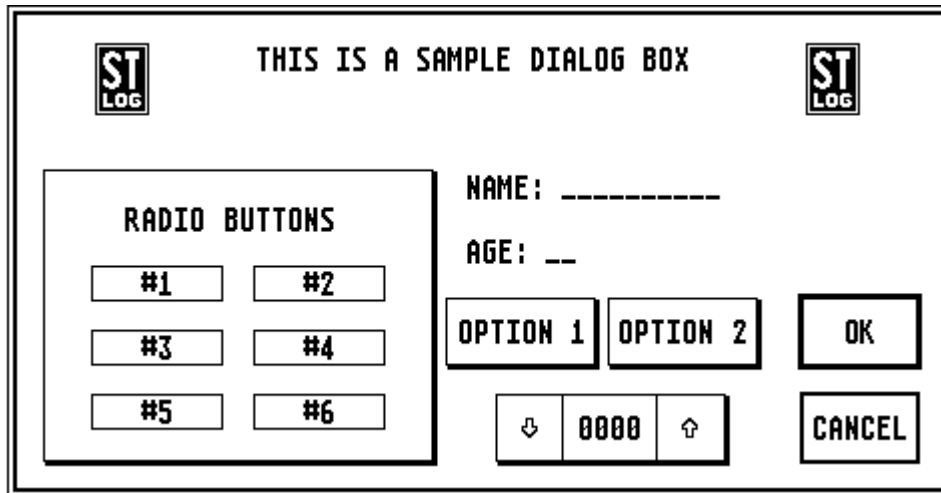 ST
LOG
THIS IS A SAMPLE DIALOG BOX
ST
LOG
RADIO BUTTONS
#1 #2
#3 #4
#5 #6
NAME: __________
AGE: __
OPTION 1 OPTION 2 OK
⇩ 0000 ⇧ CANCEL